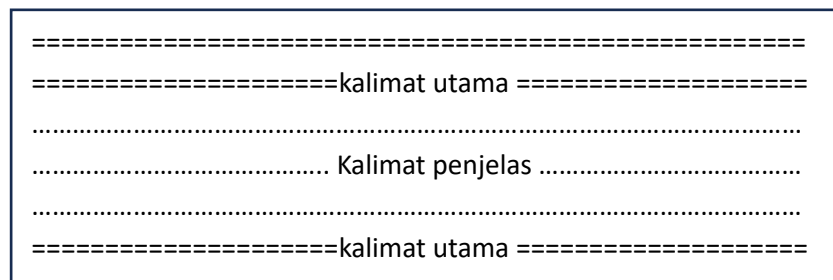 =====================================================
=====================kalimat utama ====================
……………………………………………………………………………………………………
…………………………………….. Kalimat penjelas …………………………………
……………………………………………………………………………………………………
=====================kalimat utama ====================